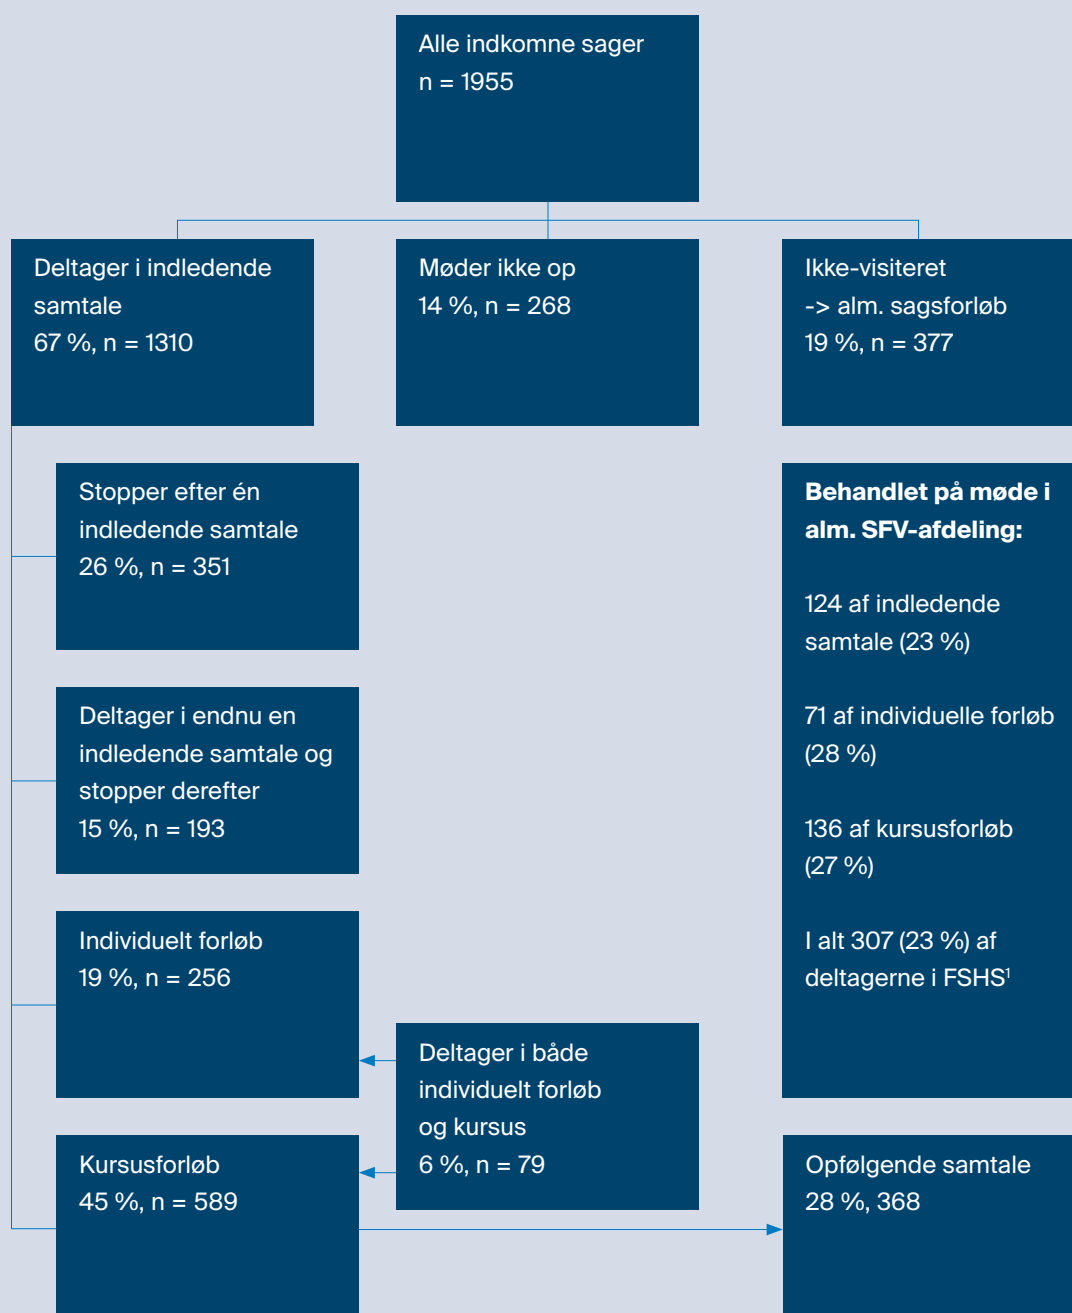 Alle indkomne sager
n = 1955
Deltager i indledende
samtale
67 %, n = 1310
Møder ikke op
14 %, n = 268
Ikke-visiteret
-> alm. sagsforløb
19 %, n = 377
Stopper efter én
indledende samtale
26 %, n = 351
Deltager i endnu en
indledende samtale og
stopper derefter
15 %, n = 193
Individuelt forløb
19 %, n = 256
Deltager i både
individuelt forløb
og kursus
6 %, n = 79
Kursusforløb
45 %, n = 589
Behandlet på møde i
alm. SFV-afdeling:
124 af indledende
samtale (23 %)
71 af individuelle forløb
(28 %)
136 af kursusforløb
(27 %)
I alt 307 (23 %) af
deltagerne i FSHS¹
Opfølgende samtale
28 %, 368